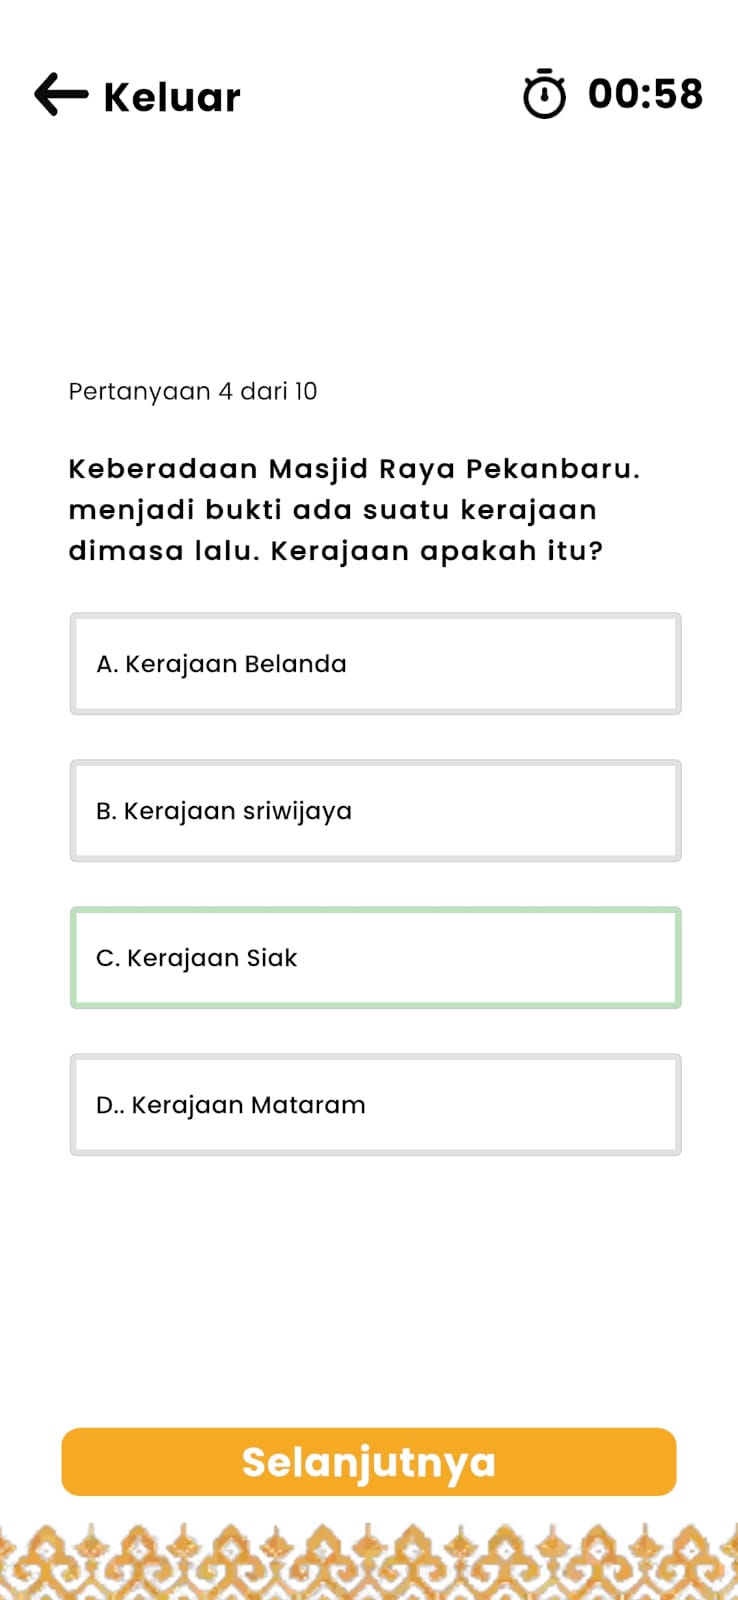 Keluar
00:58
Pertanyaan 4 dari 10
Keberadaan Masjid Raya Pekanbaru.
menjadi bukti ada suatu kerajaan
dimasa lalu. Kerajaan apakah itu?
A. Kerajaan Belanda
B. Kerajaan sriwijaya
C. Kerajaan Siak
D.. Kerajaan Mataram
Selanjutnya